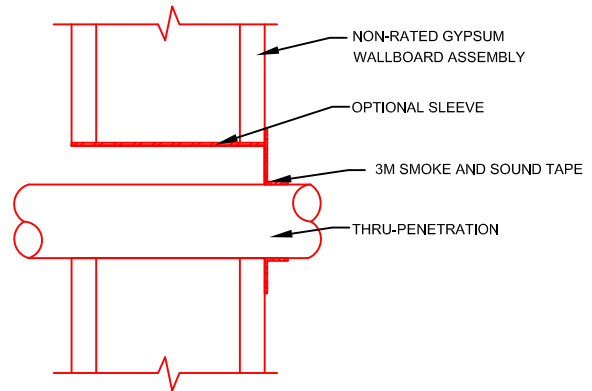 NON-RATED GYPSUM
WALLBOARD ASSEMBLY
OPTIONAL SLEEVE
3M SMOKE AND SOUND TAPE
THRU-PENETRATION